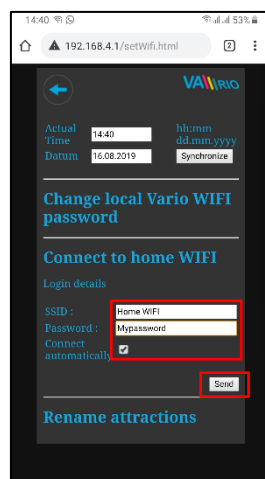 14:40 53%
192.168.4.1/setWifi.html 2
VARIO
Actual Time 14:40 hh:mm
Datum 16.08.2019 dd.mm.yyyy
Synchronize
Change local Vario WIFI
password
Connect to home WIFI
Login details
SSID : Home WIFI
Password : Mypassword
Connect
automatically
Send
Rename attractions